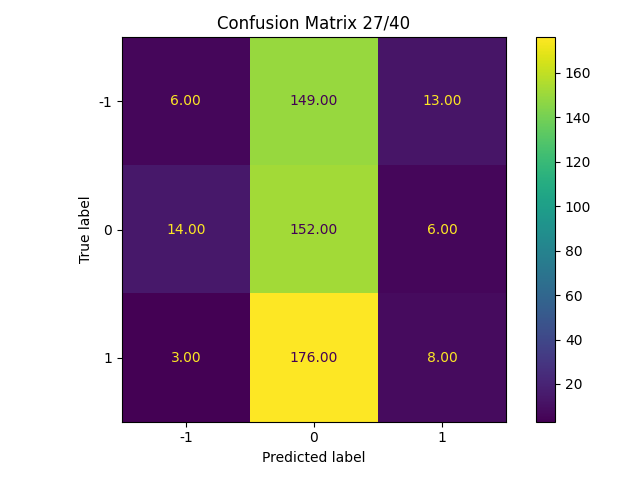 Confusion Matrix 27/40
-1 6.00 149.00 13.00
0 14.00 152.00 6.00
1 3.00 176.00 8.00
-1 0 1
Predicted label
True label
160
140
120
100
80
60
40
20